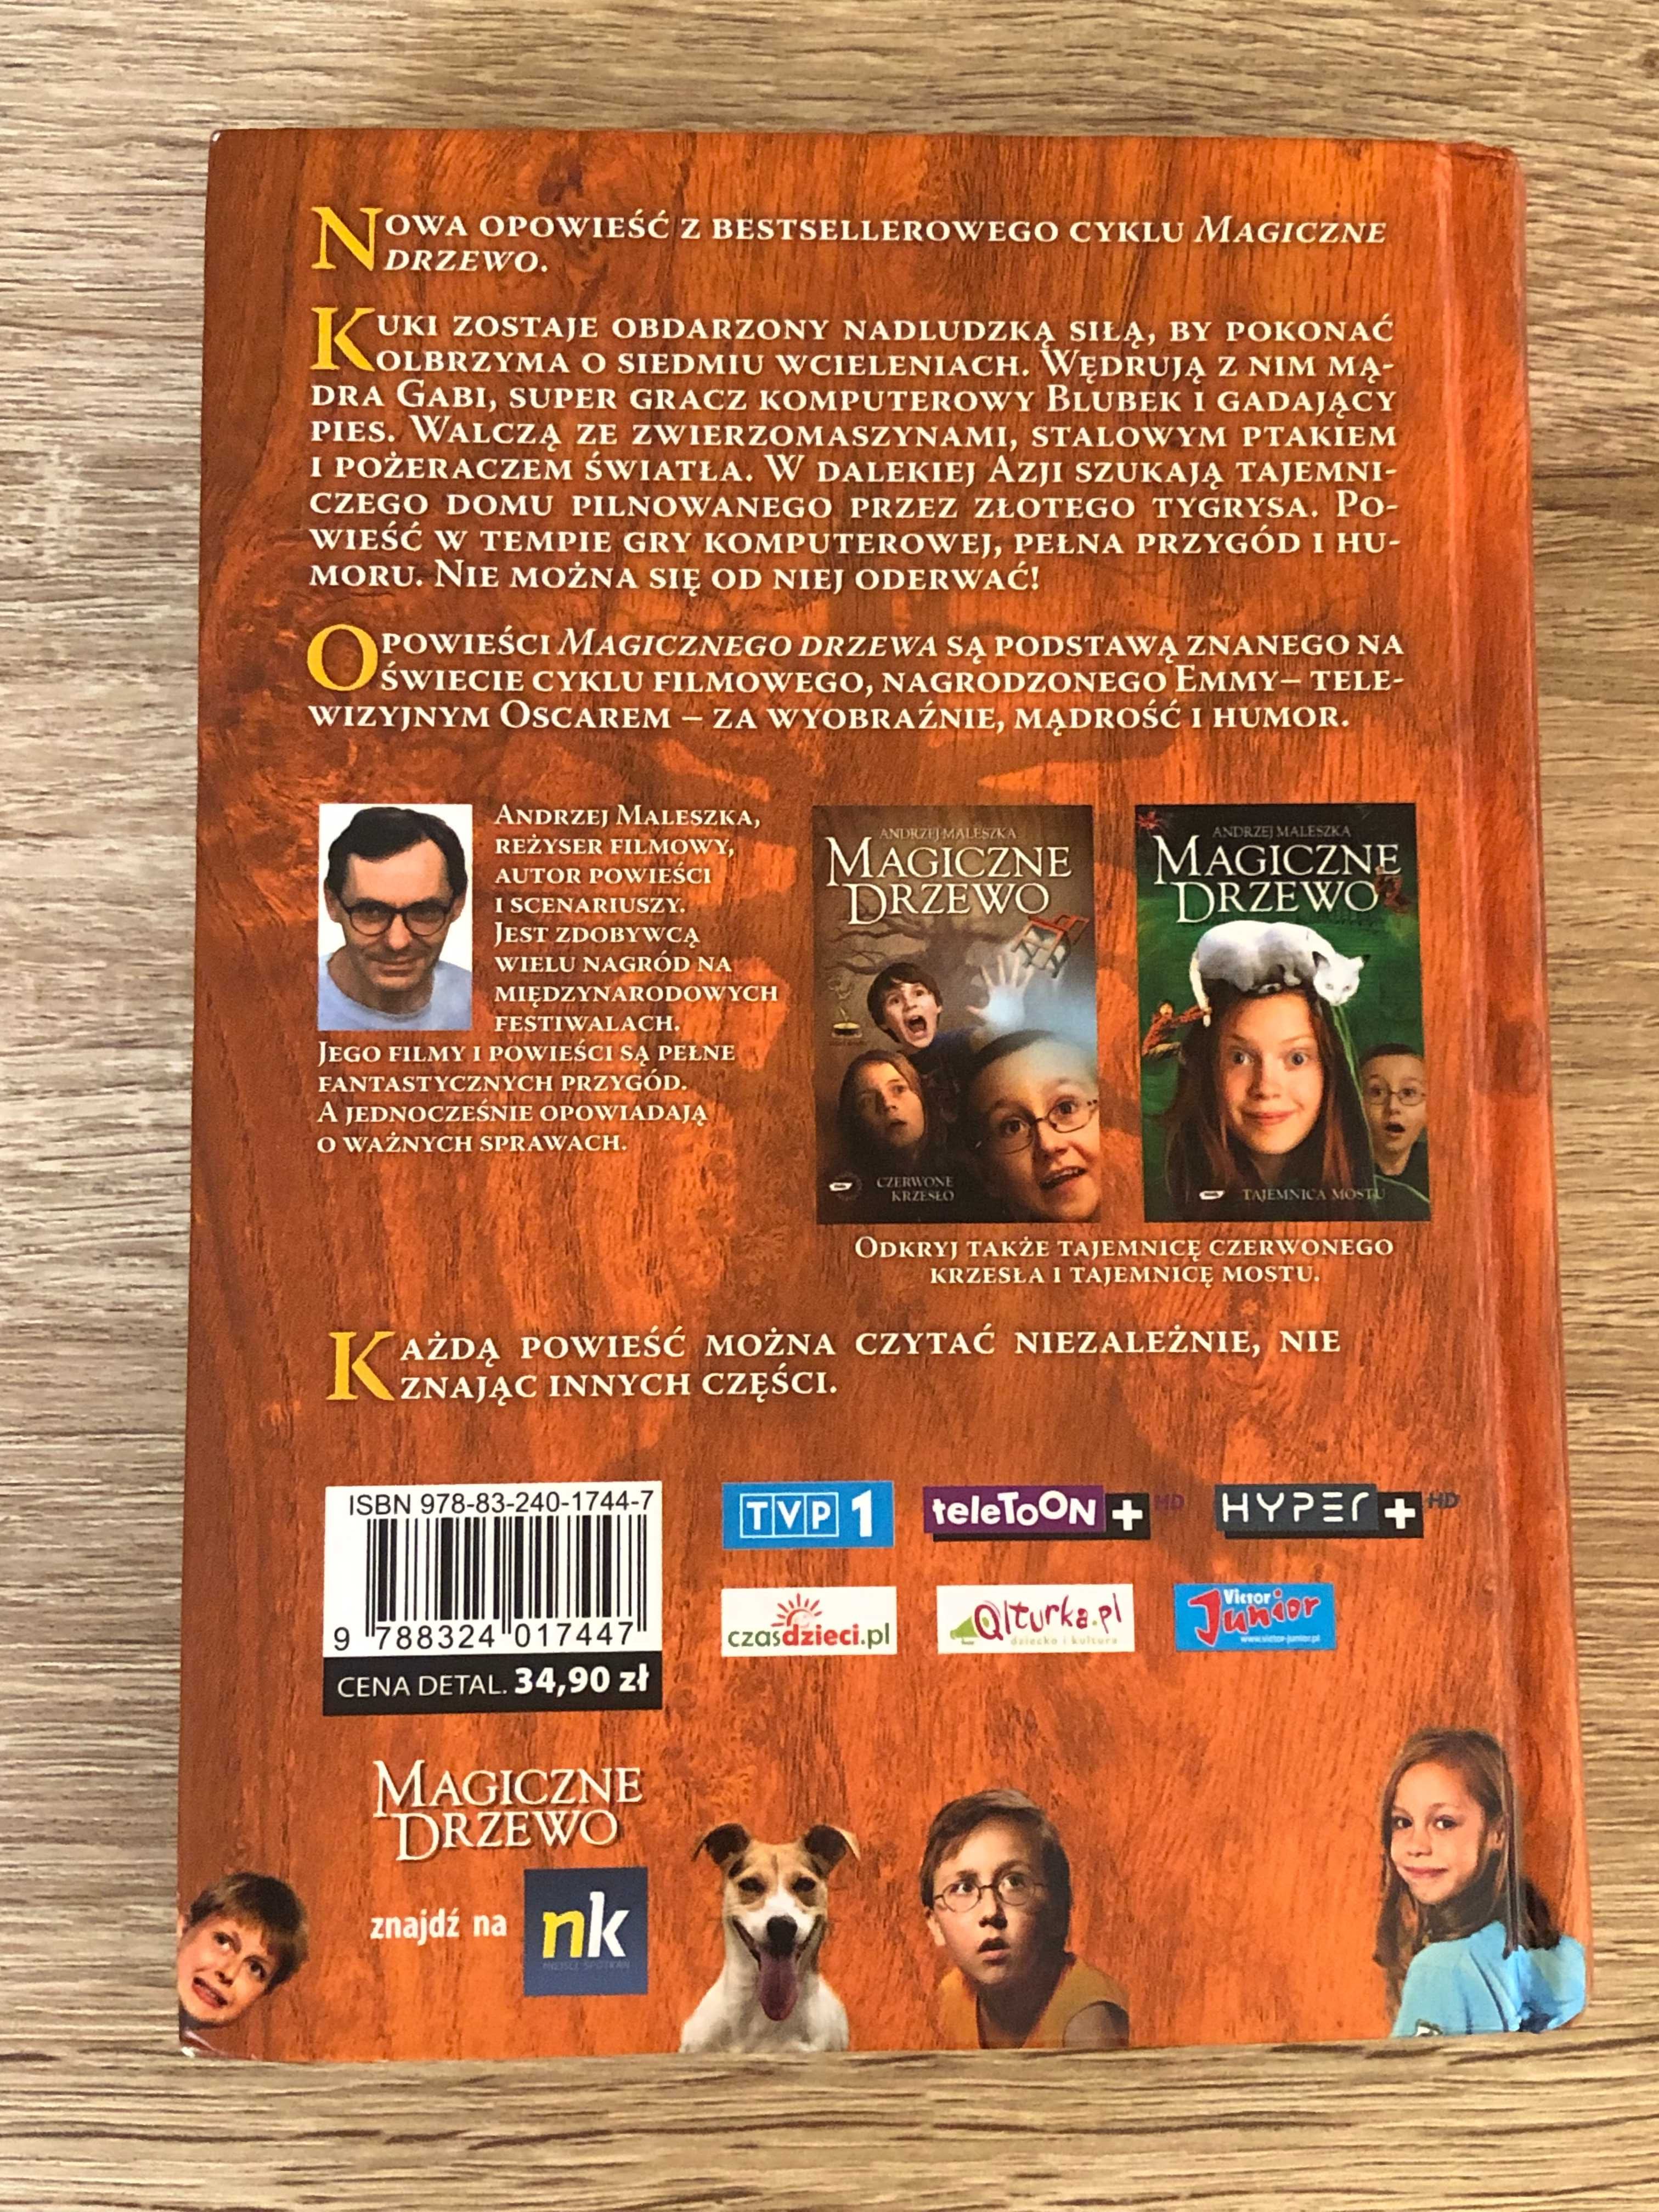 NOWA OPOWIEŚĆ Z BESTSELLEROWEGO CYKLU MAGICZNE
DRZEWO.
KUKI ZOSTAJE OBDARZONY NADLUDZKĄ SIŁĄ, BY POKONAĆ
OLBRZYMA O SIEDMIU WCIELENIACH. WĘDRUJĄ Z NIM MĄ-
DRA GABI, SUPER GRACZ KOMPUTEROWY BLUBEK I GADAJĄCY
PIES. WALCZĄ ZE ZWIERZOMASZYNAMI, STALOWYM PTAKIEM
I POŻERACZEM ŚWIATŁA. W DALEKIEJ AZJI SZUKAJĄ TAJEMNI-
CZEGO DOMU PILNOWANEGO PRZEZ ZŁOTEGO TYGRYSA. PO-
WIEŚĆ W TEMPIE GRY KOMPUTEROWEJ, PEŁNA PRZYGÓD I HU-
MORU. NIE MOŻNA SIĘ OD NIEJ ODERWAĆ!
OPOWIEŚCI MAGICZNEGO DRZEWA SĄ PODSTAWĄ ZNANEGO NA
ŚWIECIE CYKLU FILMOWEGO, NAGRODZONEGO EMMY– TELE-
WIZYJNYM OSCAREM – ZA WYOBRAŹNIE, MĄDROŚĆ I HUMOR.
ANDRZEJ MALESZKA,
REŻYSER FILMOWY,
AUTOR POWIEŚCI
I SCENARIUSZY.
JEST ZDOBYWCĄ
WIELU NAGRÓD NA
MIĘDZYNARODOWYCH
FESTIWALACH.
JEGO FILMY I POWIEŚCI SĄ PEŁNE
FANTASTYCZNYCH PRZYGÓD.
A JEDNOCZEŚNIE OPOWIADAJĄ
O WAŻNYCH SPRAWACH.
ANDRZEJ MALESZKA
MAGICZNE
DRZEWO
CZERWONE
KRZESŁO
ANDRZEJ MALESZKA
MAGICZNE
DRZEWO
TAJEMNICA MOSTU
ODKRYJ TAKŻE TAJEMNICĘ CZERWONEGO
KRZESŁA I TAJEMNICĘ MOSTU.
KAŻDĄ POWIEŚĆ MOŻNA CZYTAĆ NIEZALEŻNIE, NIE
ZNAJĄC INNYCH CZĘŚCI.
ISBN 978-83-240-1744-7
9 788324 017447
CENA DETAL. 34,90 zł
TVP 1
teleTOON + HD
HYPER + HD
czasdzieci.pl
Qlturka.pl
dziecko i kultura
Victor
Junior
www.victor-junior.pl
MAGICZNE
DRZEWO
znajdź na
nk
MIEJSCE SPOTKAŃ